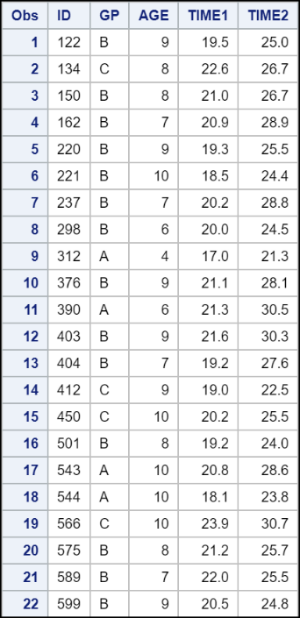 Obs ID GP AGE TIME1 TIME2
1 122 B 9 19.5 25.0
2 134 C 8 22.6 26.7
3 150 B 8 21.0 26.7
4 162 B 7 20.9 28.9
5 220 B 9 19.3 25.5
6 221 B 10 18.5 24.4
7 237 B 7 20.2 28.8
8 298 B 6 20.0 24.5
9 312 A 4 17.0 21.3
10 376 B 9 21.1 28.1
11 390 A 6 21.3 30.5
12 403 B 9 21.6 30.3
13 404 B 7 19.2 27.6
14 412 C 9 19.0 22.5
15 450 C 10 20.2 25.5
16 501 B 8 19.2 24.0
17 543 A 10 20.8 28.6
18 544 A 10 18.1 23.8
19 566 C 10 23.9 30.7
20 575 B 8 21.2 25.7
21 589 B 7 22.0 25.5
22 599 B 9 20.5 24.8